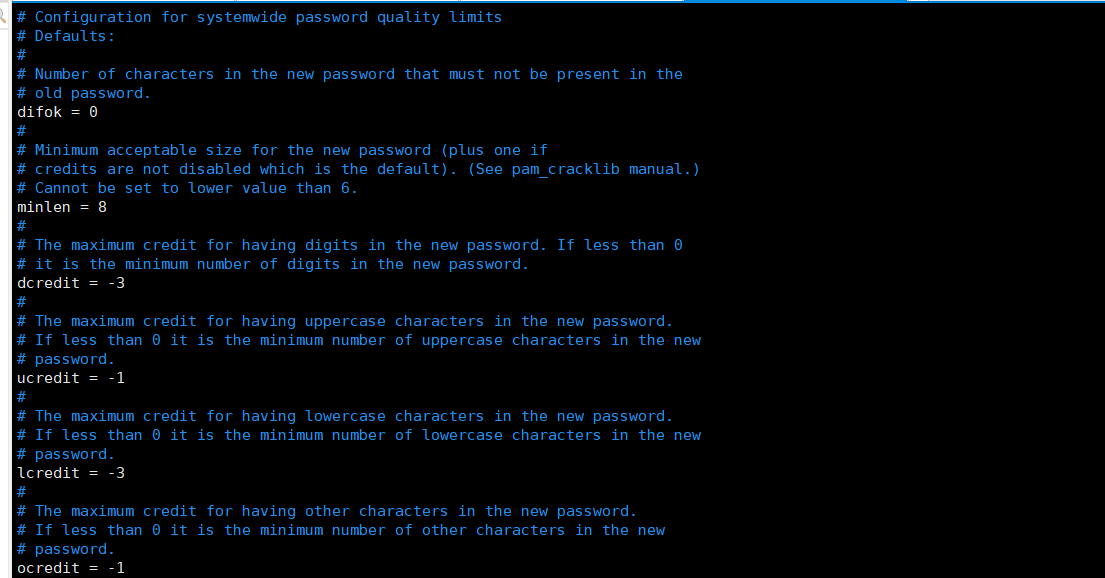 # Configuration for systemwide password quality limits
# Defaults:
#
# Number of characters in the new password that must not be present in the
# old password.
difok = 0
#
# Minimum acceptable size for the new password (plus one if
# credits are not disabled which is the default). (See pam_cracklib manual.)
# Cannot be set to lower value than 6.
minlen = 8
#
# The maximum credit for having digits in the new password. If less than 0
# it is the minimum number of digits in the new password.
dcredit = -3
#
# The maximum credit for having uppercase characters in the new password.
# If less than 0 it is the minimum number of uppercase characters in the new
# password.
ucredit = -1
#
# The maximum credit for having lowercase characters in the new password.
# If less than 0 it is the minimum number of lowercase characters in the new
# password.
lcredit = -3
#
# The maximum credit for having other characters in the new password.
# If less than 0 it is the minimum number of other characters in the new
# password.
ocredit = -1